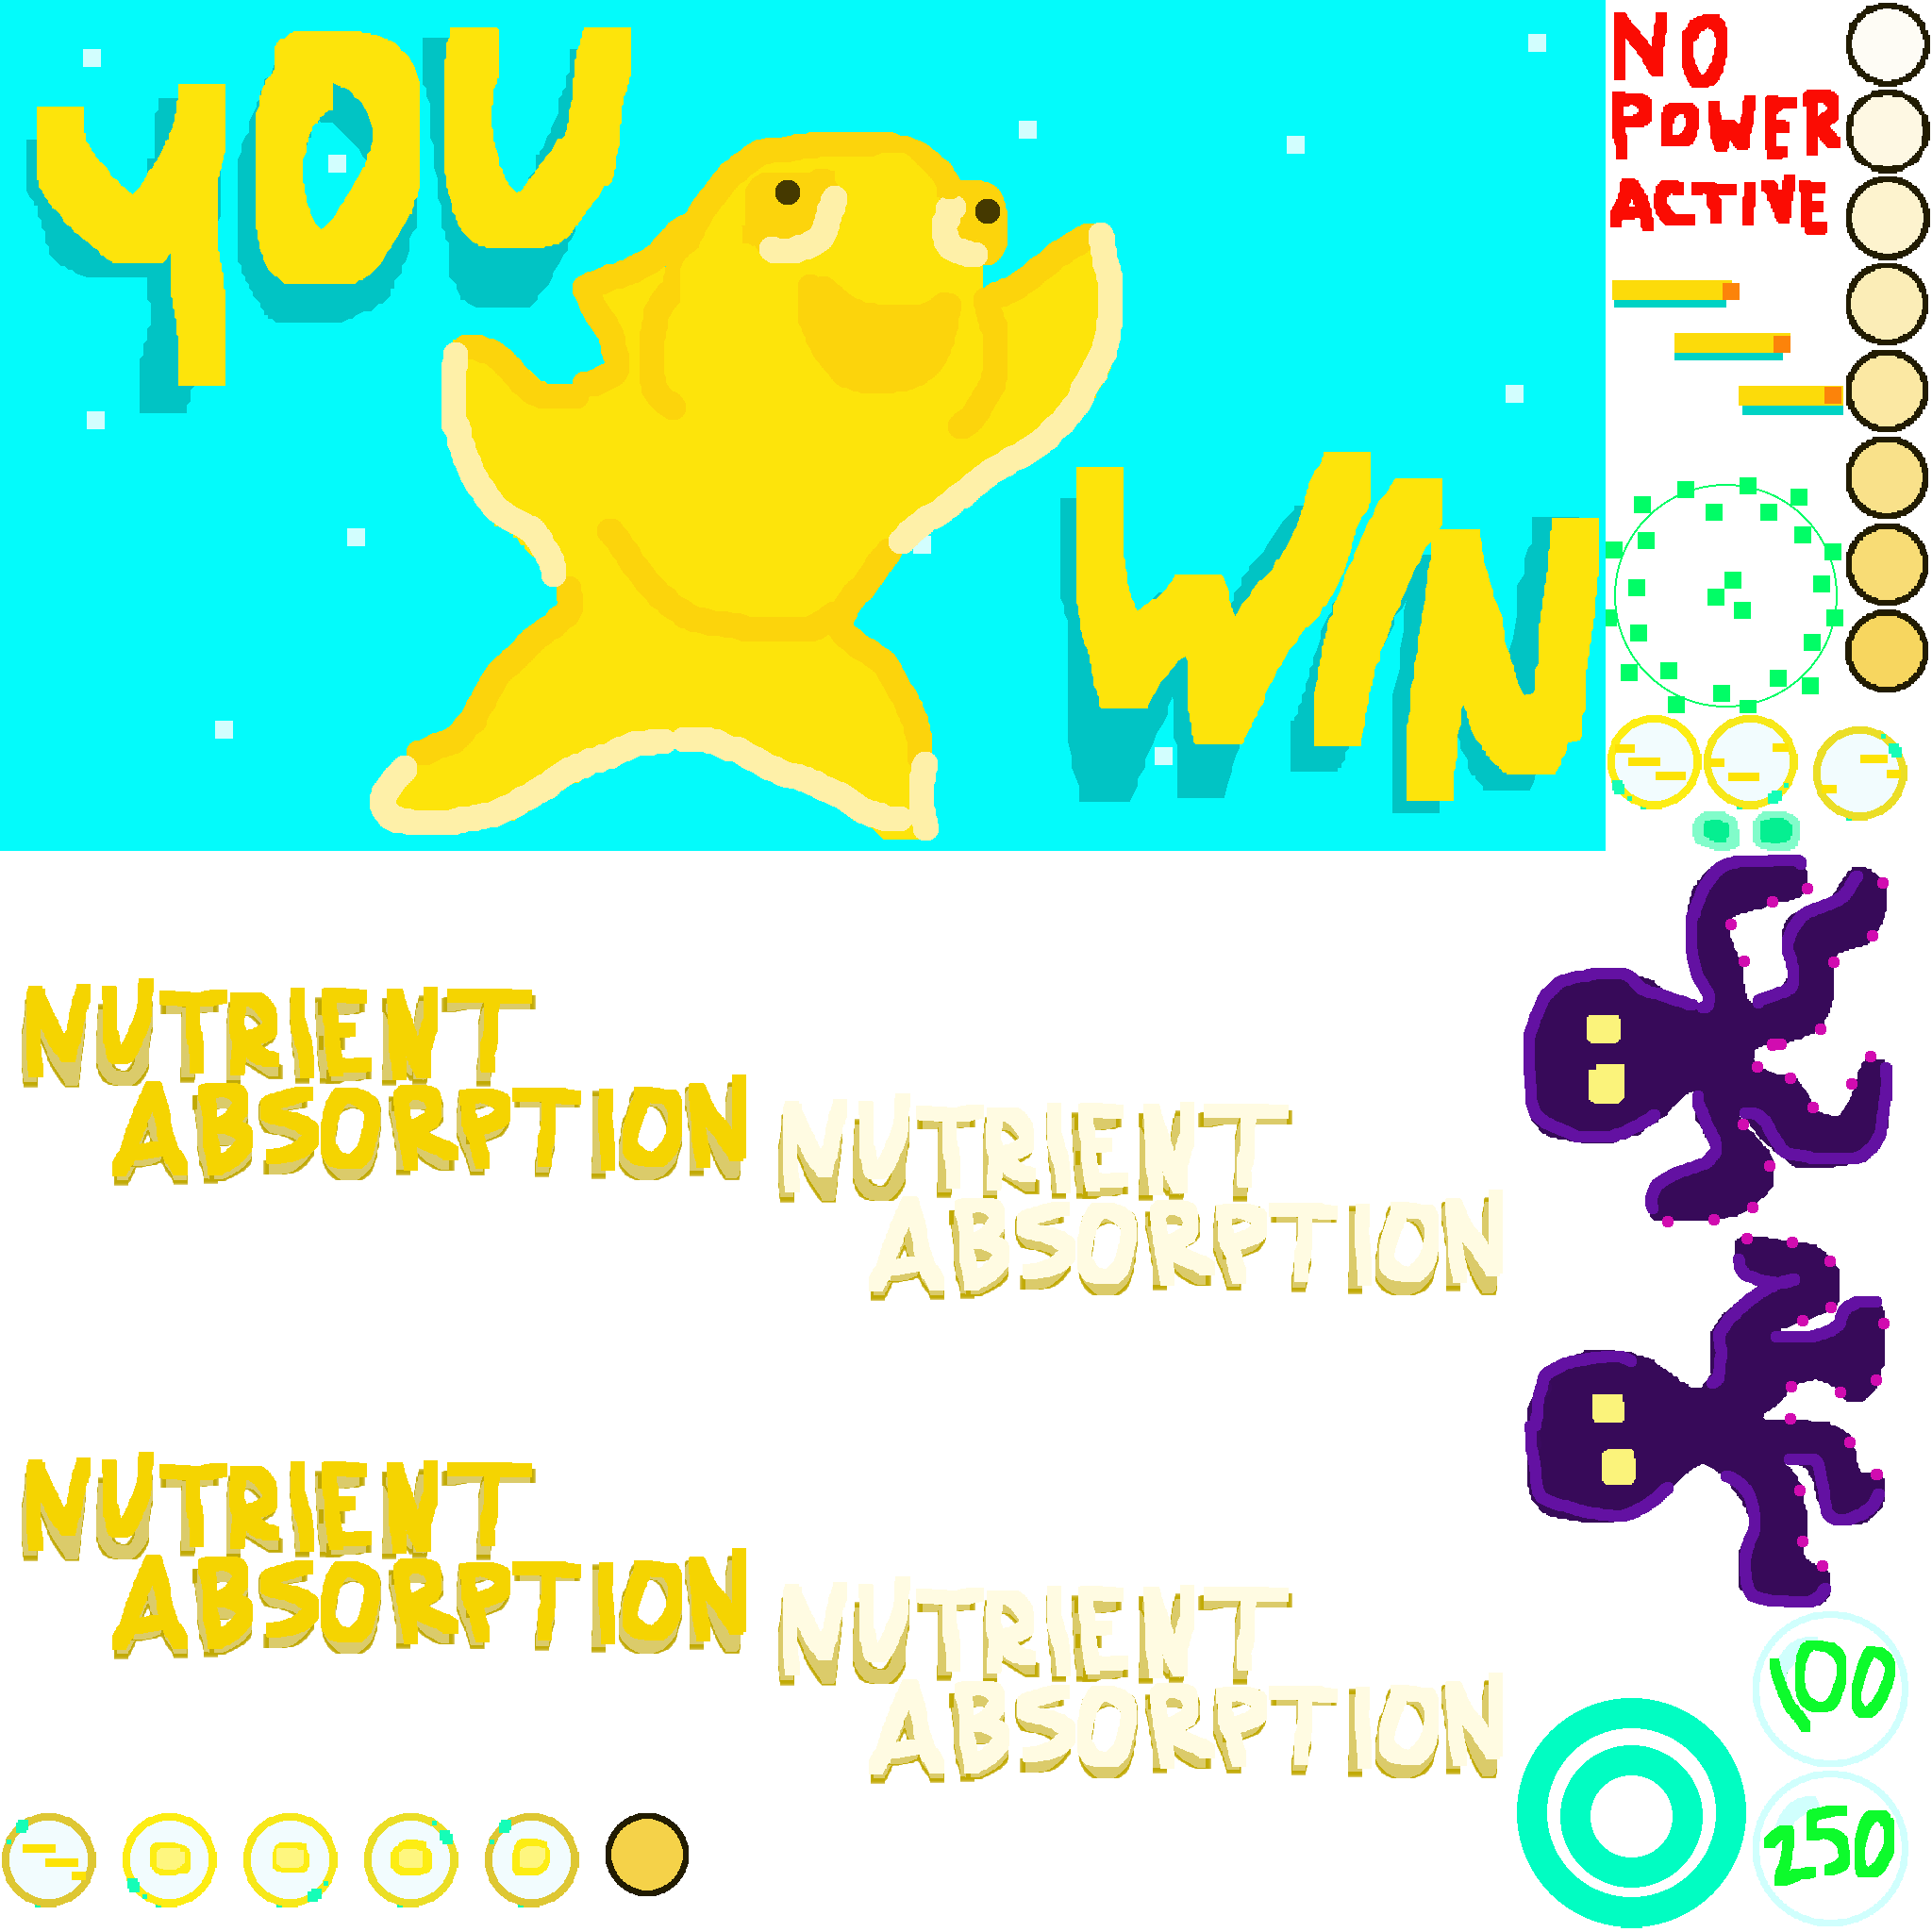 YOU
WIN
NO
POWER
ACTIVE
NUTRIENT
ABSORPTION
NUTRIENT
ABSORPTION
NUTRIENT
ABSORPTION
NUTRIENT
ABSORPTION
100
250